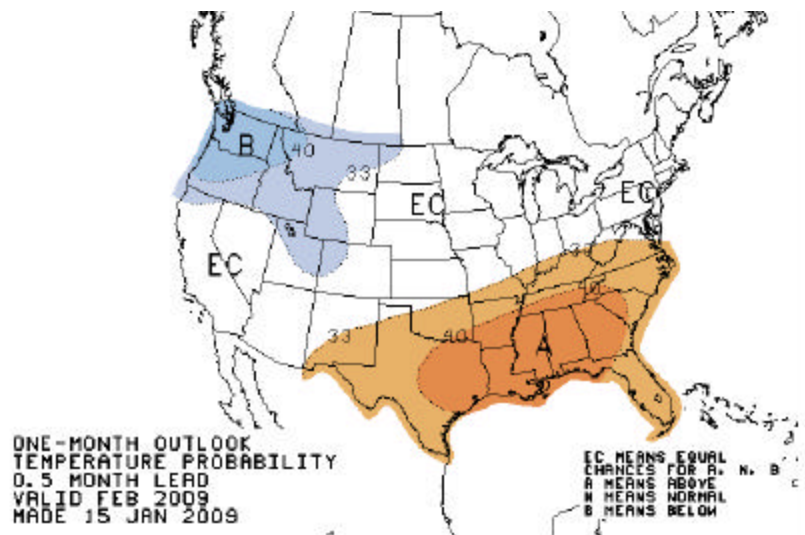 B
40
33
EC
EC
EC
33
40
33
40
A
ONE-MONTH OUTLOOK
TEMPERATURE PROBABILITY
0.5 MONTH LEAD
VALID FEB 2009
MADE 15 JAN 2009
EC MEANS EQUAL
CHANCES FOR A, N, B
A MEANS ABOVE
N MEANS NORMAL
B MEANS BELOW